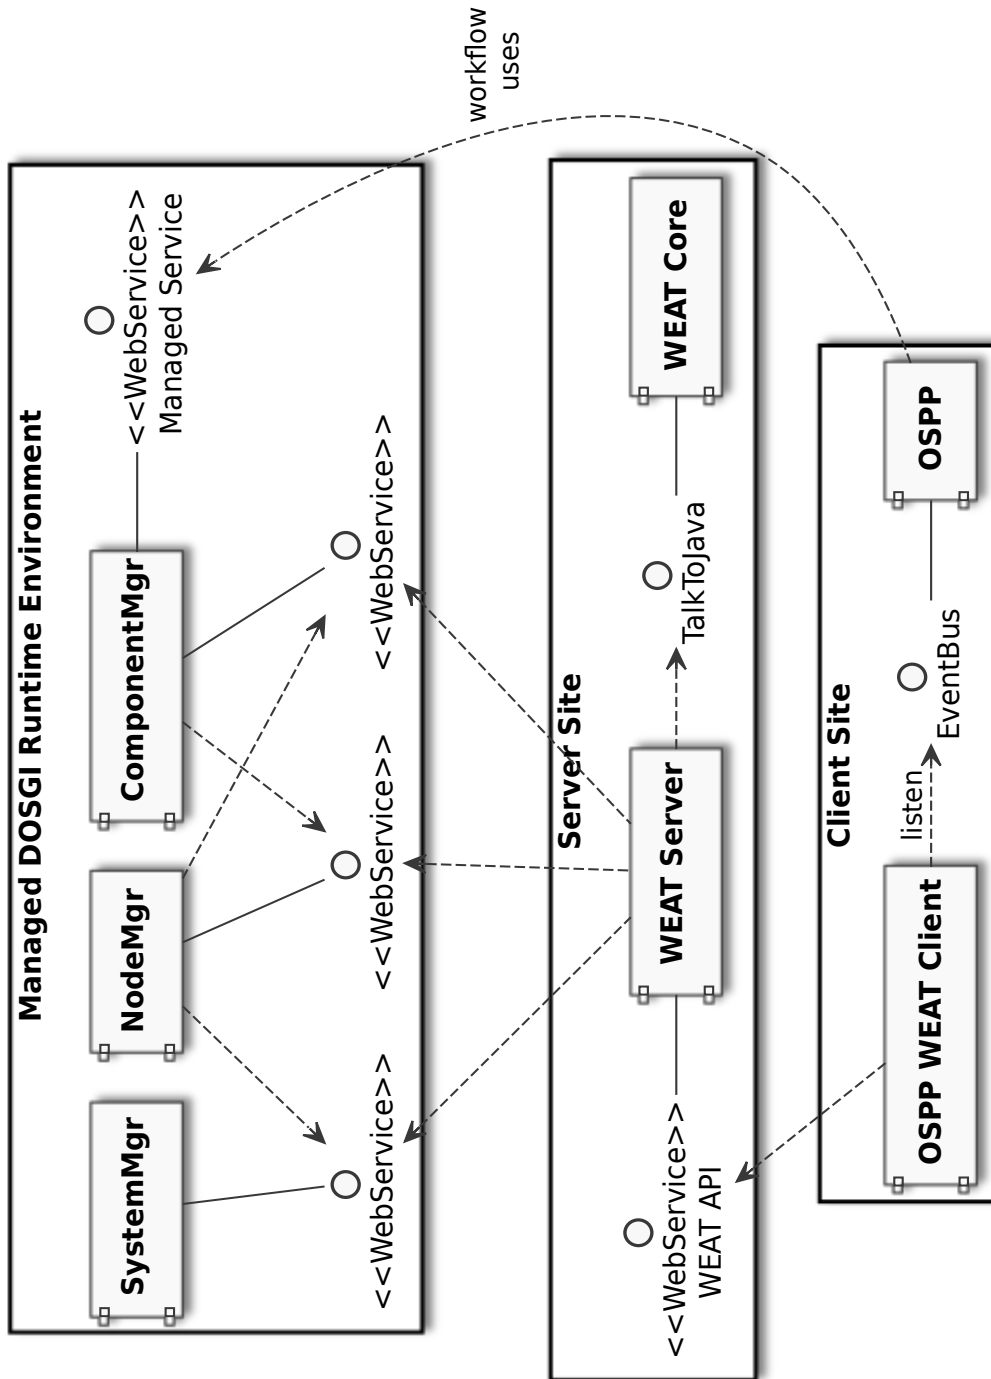 Managed DOSGI Runtime Environment
SystemMgr
NodeMgr
ComponentMgr
<<WebService>>
Managed Service
<<WebService>>
<<WebService>>
<<WebService>>
workflow
uses
Server Site
<<WebService>>
WEAT API
WEAT Server
TalkToJava
WEAT Core
Client Site
OSPP WEAT Client
listen
EventBus
OSPP